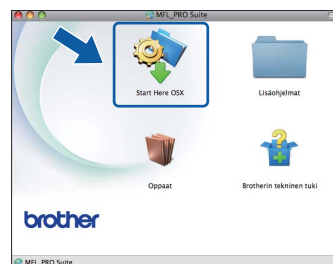 MFL_PRO Suite
Start Here OSX
Lisäohjelmat
Oppaat
Brotherin tekninen tuki
brother
MFL_PRO Suite